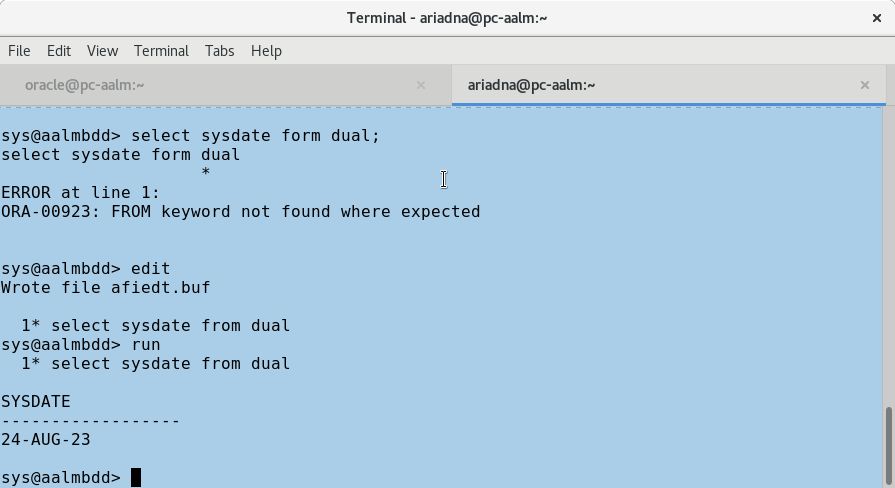 Terminal - ariadna@pc-aalm:~
File Edit View Terminal Tabs Help
oracle@pc-aalm:~ ariadna@pc-aalm:~
sys@aalmbdd> select sysdate form dual;
select sysdate form dual
                    *
ERROR at line 1:
ORA-00923: FROM keyword not found where expected
sys@aalmbdd> edit
Wrote file afiedt.buf
  1* select sysdate from dual
sys@aalmbdd> run
  1* select sysdate from dual
SYSDATE
------------------
24-AUG-23
sys@aalmbdd>